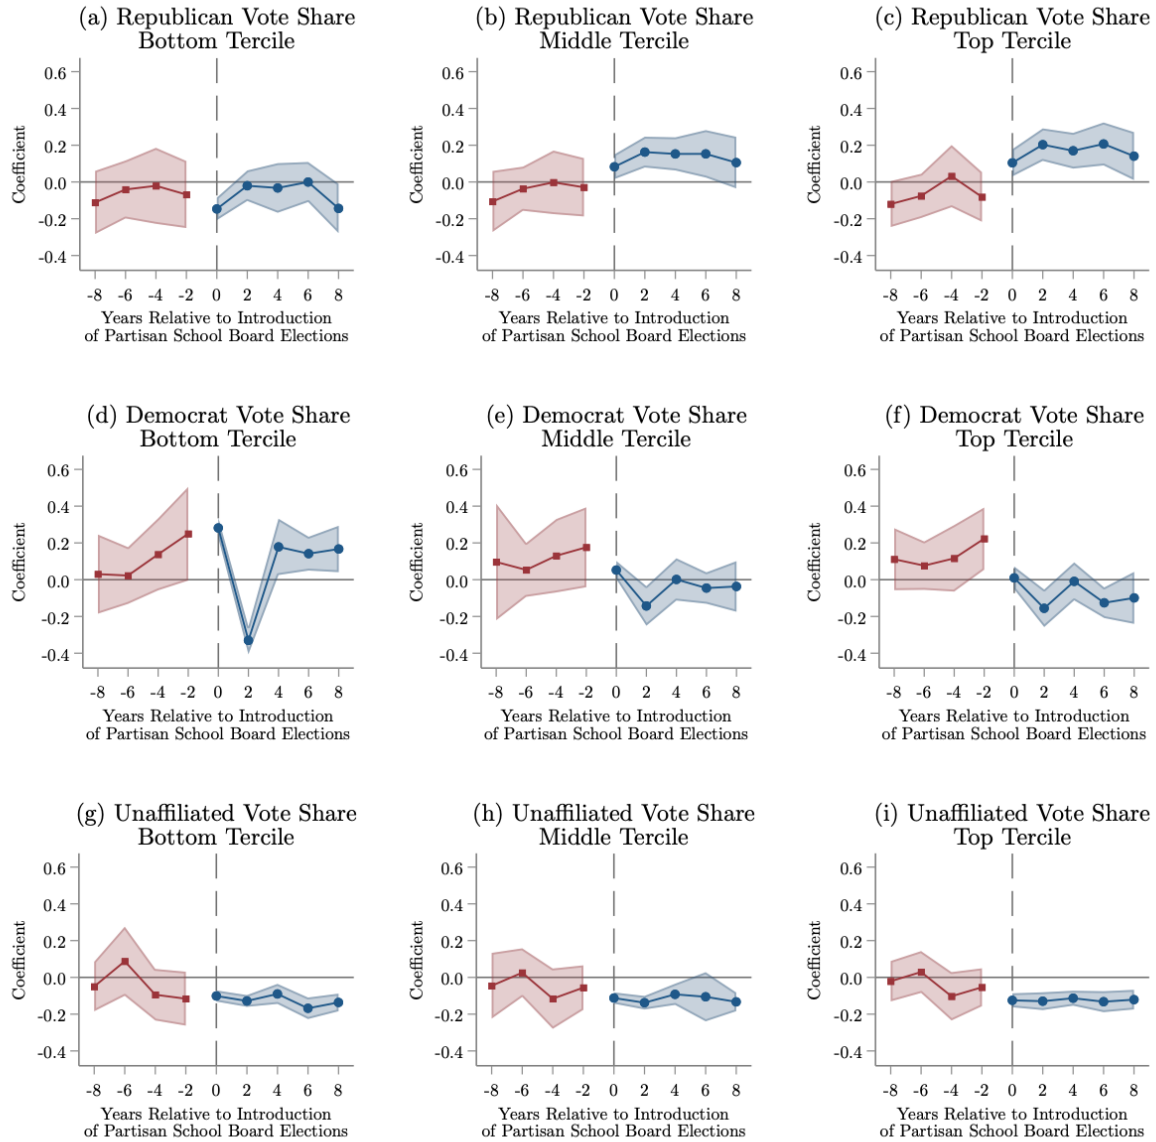 (a) Republican Vote Share
Bottom Tercile
Coefficient
0.6
0.4
0.2
0.0
-0.2
-0.4
-8 -6 -4 -2 0 2 4 6 8
Years Relative to Introduction
of Partisan School Board Elections
(b) Republican Vote Share
Middle Tercile
Coefficient
0.6
0.4
0.2
0.0
-0.2
-0.4
-8 -6 -4 -2 0 2 4 6 8
Years Relative to Introduction
of Partisan School Board Elections
(c) Republican Vote Share
Top Tercile
Coefficient
0.6
0.4
0.2
0.0
-0.2
-0.4
-8 -6 -4 -2 0 2 4 6 8
Years Relative to Introduction
of Partisan School Board Elections
(d) Democrat Vote Share
Bottom Tercile
Coefficient
0.6
0.4
0.2
0.0
-0.2
-0.4
-8 -6 -4 -2 0 2 4 6 8
Years Relative to Introduction
of Partisan School Board Elections
(e) Democrat Vote Share
Middle Tercile
Coefficient
0.6
0.4
0.2
0.0
-0.2
-0.4
-8 -6 -4 -2 0 2 4 6 8
Years Relative to Introduction
of Partisan School Board Elections
(f) Democrat Vote Share
Top Tercile
Coefficient
0.6
0.4
0.2
0.0
-0.2
-0.4
-8 -6 -4 -2 0 2 4 6 8
Years Relative to Introduction
of Partisan School Board Elections
(g) Unaffiliated Vote Share
Bottom Tercile
Coefficient
0.6
0.4
0.2
0.0
-0.2
-0.4
-8 -6 -4 -2 0 2 4 6 8
Years Relative to Introduction
of Partisan School Board Elections
(h) Unaffiliated Vote Share
Middle Tercile
Coefficient
0.6
0.4
0.2
0.0
-0.2
-0.4
-8 -6 -4 -2 0 2 4 6 8
Years Relative to Introduction
of Partisan School Board Elections
(i) Unaffiliated Vote Share
Top Tercile
Coefficient
0.6
0.4
0.2
0.0
-0.2
-0.4
-8 -6 -4 -2 0 2 4 6 8
Years Relative to Introduction
of Partisan School Board Elections